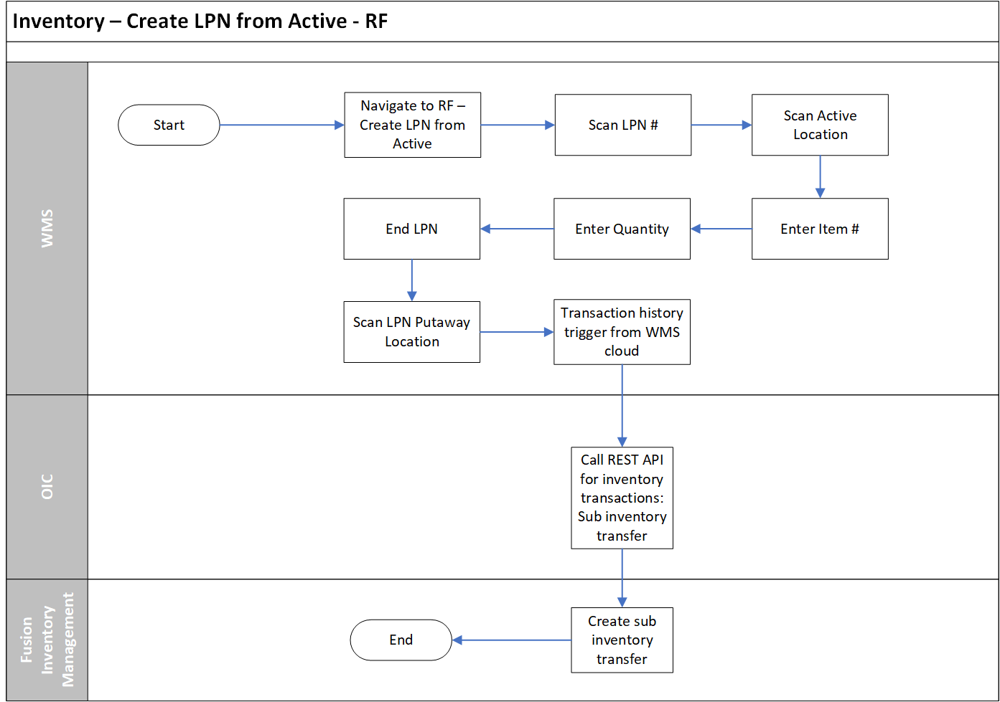 Inventory – Create LPN from Active - RF
WMS
Start
Navigate to RF –
Create LPN from
Active
Scan LPN #
Scan Active
Location
End LPN
Enter Quantity
Enter Item #
Scan LPN Putaway
Location
Transaction history
trigger from WMS
cloud
OIC
Call REST API
for inventory
transactions:
Sub inventory
transfer
Fusion
Inventory
Management
End
Create sub
inventory
transfer